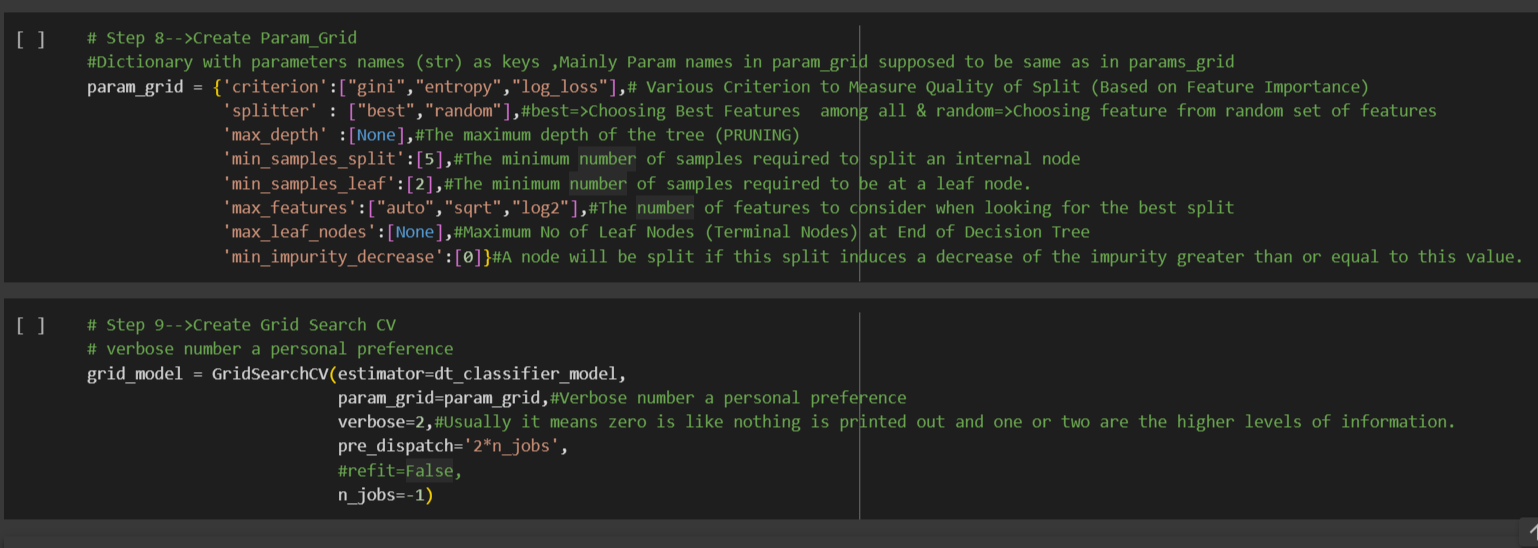 [ ] # Step 8-->Create Param_Grid
#Dictionary with parameters names (str) as keys ,Mainly Param names in param_grid supposed to be same as in params_grid
param_grid = {'criterion':["gini","entropy","log_loss"],# Various Criterion to Measure Quality of Split (Based on Feature Importance)
'splitter' : ["best","random"],#best=>Choosing Best Features  among all & random=>Choosing feature from random set of features
'max_depth' :[None],#The maximum depth of the tree (PRUNING)
'min_samples_split':[5],#The minimum number of samples required to split an internal node
'min_samples_leaf':[2],#The minimum number of samples required to be at a leaf node.
'max_features':["auto","sqrt","log2"],#The number of features to consider when looking for the best split
'max_leaf_nodes':[None],#Maximum No of Leaf Nodes (Terminal Nodes) at End of Decision Tree
'min_impurity_decrease':[0]}#A node will be split if this split induces a decrease of the impurity greater than or equal to this value.
[ ] # Step 9-->Create Grid Search CV
# verbose number a personal preference
grid_model = GridSearchCV(estimator=dt_classifier_model,
param_grid=param_grid,#Verbose number a personal preference
verbose=2,#Usually it means zero is like nothing is printed out and one or two are the higher levels of information.
pre_dispatch='2*n_jobs',
#refit=False,
n_jobs=-1)